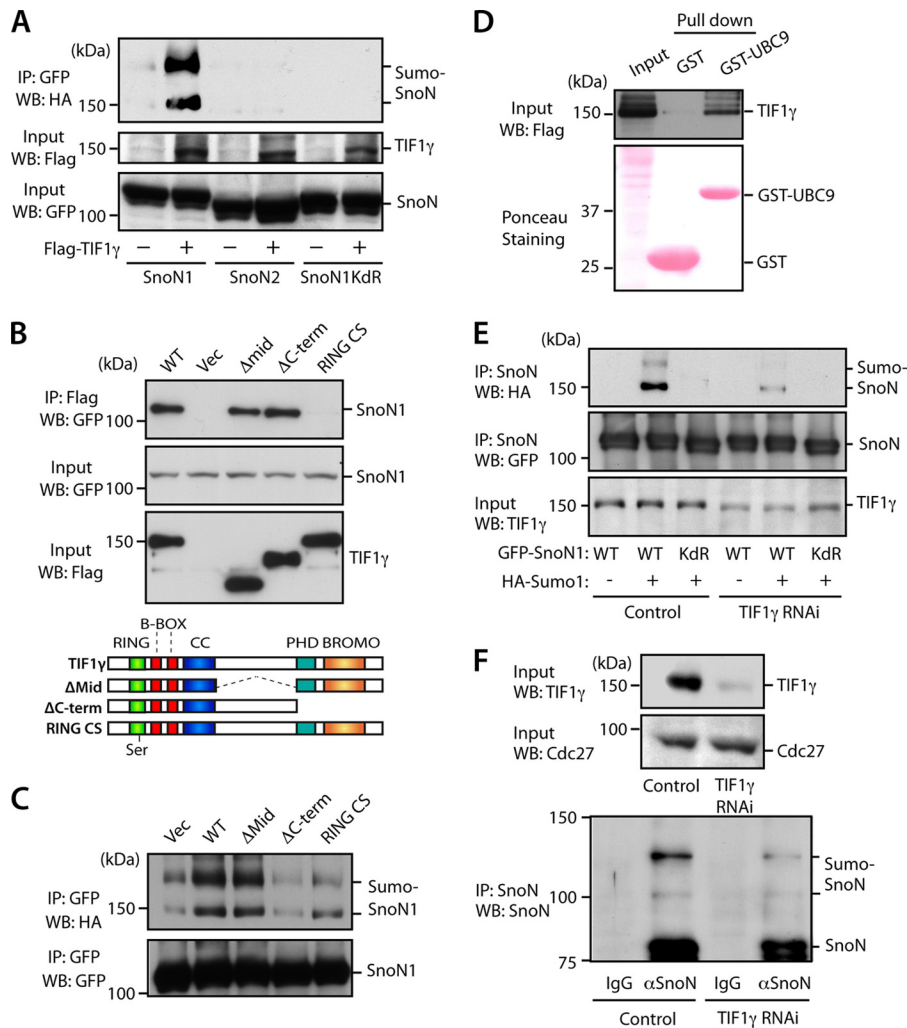 A
(kDa)
IP: GFP
WB: HA
150
Sumo-
SnoN
Input
WB: Flag
150
TIF1γ
Input
WB: GFP
100
SnoN
Flag-TIF1γ − + − + − +
SnoN1 SnoN2 SnoN1KdR
B
(kDa)
WT Vec Δmid ΔC-term RING CS
IP: Flag
WB: GFP
100
SnoN1
Input
WB: GFP
100
SnoN1
Input
WB: Flag
150
TIF1γ
B-BOX
RING CC PHD BROMO
TIF1γ
ΔMid
ΔC-term
RING CS
Ser
C
Vec WT ΔMid ΔC-term RING CS
(kDa)
IP: GFP
WB: HA
150
Sumo-
SnoN1
IP: GFP
WB: GFP
100
SnoN1
D
Pull down
Input GST GST-UBC9
(kDa)
Input
WB: Flag
150
TIF1γ
Ponceau
Staining
37
25
GST-UBC9
GST
E
(kDa)
IP: SnoN
WB: HA
150
Sumo-
SnoN
IP: SnoN
WB: GFP
100
SnoN
Input
WB: TIF1γ
150
TIF1γ
GFP-SnoN1: WT WT KdR WT WT KdR
HA-Sumo1: - + + - + +
Control TIF1γ RNAi
F
(kDa)
Input
WB: TIF1γ
150
TIF1γ
Input
WB: Cdc27
100
Cdc27
Control TIF1γ
RNAi
150
IP: SnoN
WB: SnoN
100
75
Sumo-
SnoN
SnoN
IgG αSnoN IgG αSnoN
Control TIF1γ RNAi